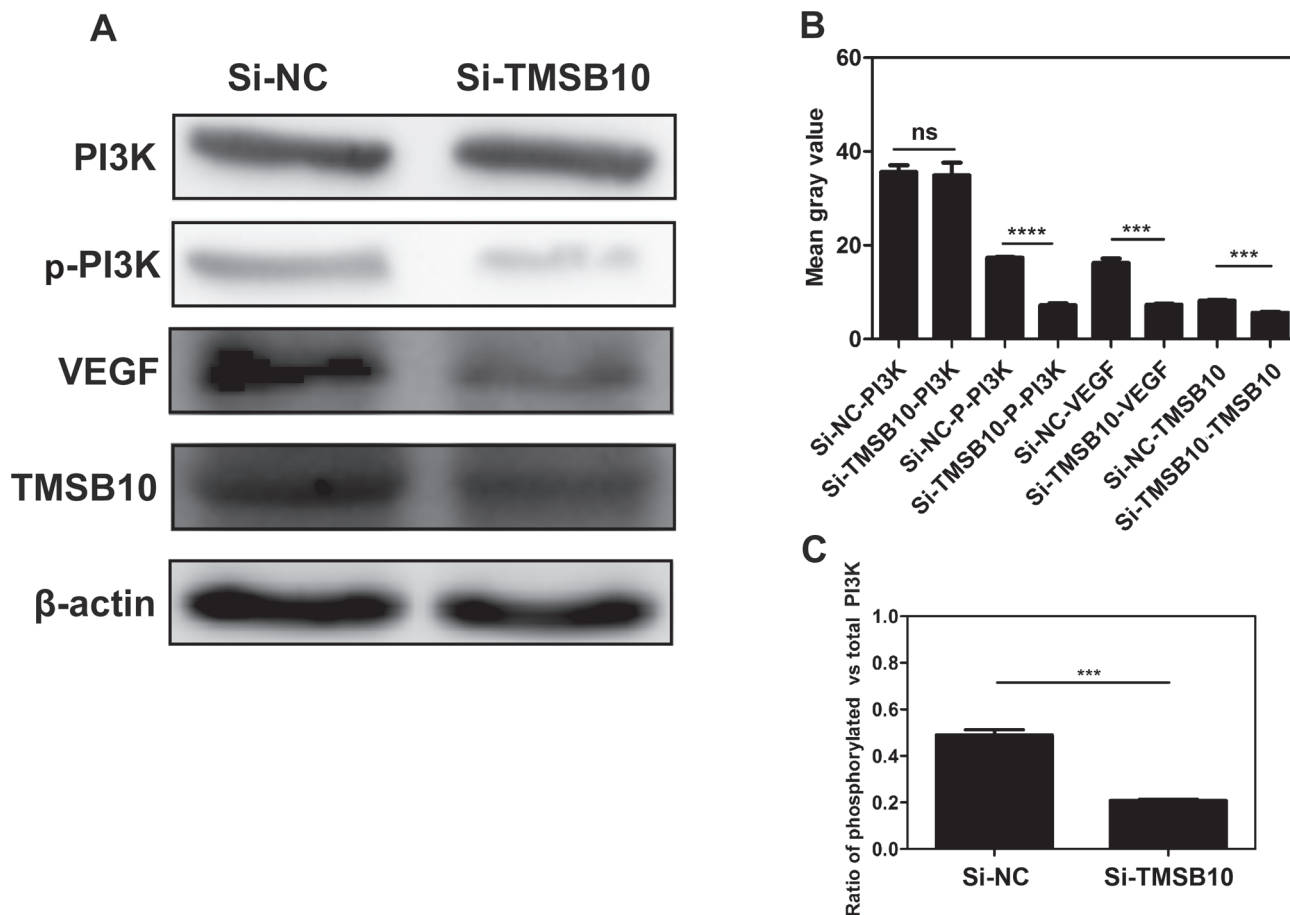 A
Si-NC Si-TMSB10
PI3K
p-PI3K
VEGF
TMSB10
β-actin
B
Mean gray value
60
40
20
0
ns
****
***
***
Si-NC-PI3K
Si-TMSB10-PI3K
Si-NC-P-PI3K
Si-TMSB10-P-PI3K
Si-NC-VEGF
Si-TMSB10-VEGF
Si-NC-TMSB10
Si-TMSB10-TMSB10
C
Ratio of phosphorylated vs total PI3K
1.0
0.8
0.6
0.4
0.2
0.0
***
Si-NC Si-TMSB10